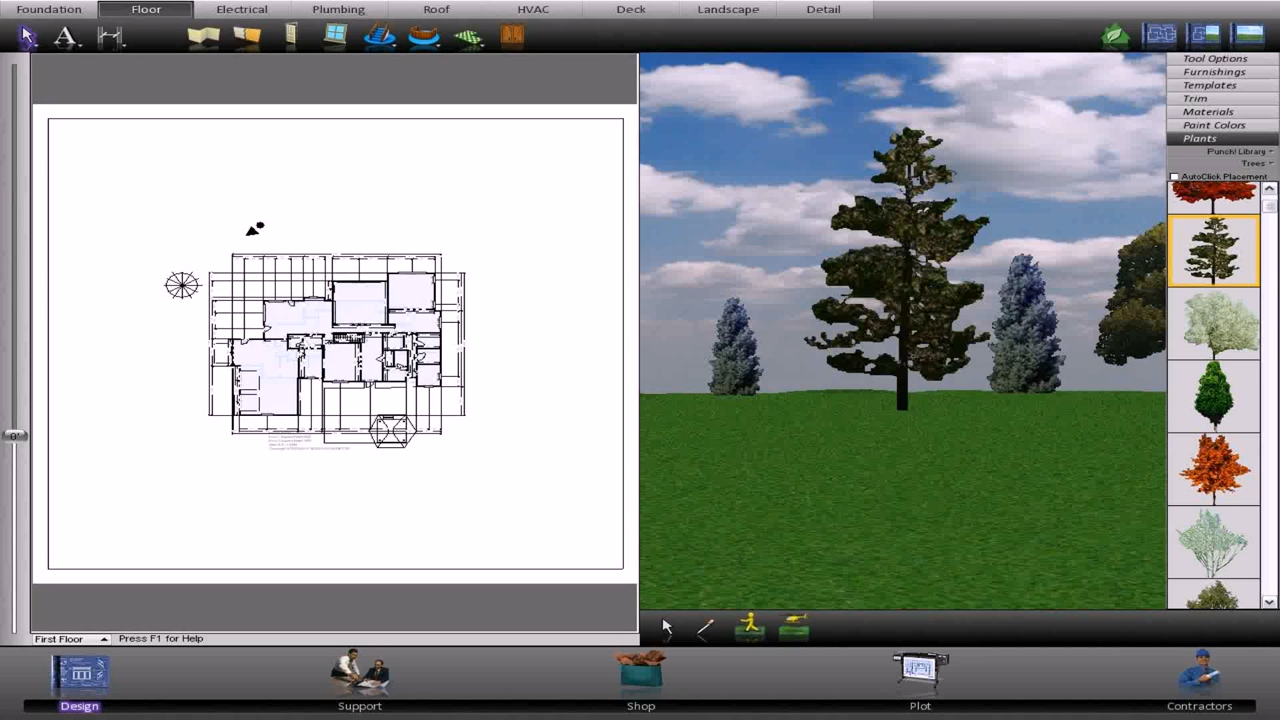 Foundation Floor Electrical Plumbing Roof HVAC Deck Landscape Detail
A
Tool Options
Furnishings
Templates
Trim
Materials
Paint Colors
Plants
Punch! Library
Trees
AutoClick Placement
0'
First Floor Press F1 for Help
Design Support Shop Plot Contractors